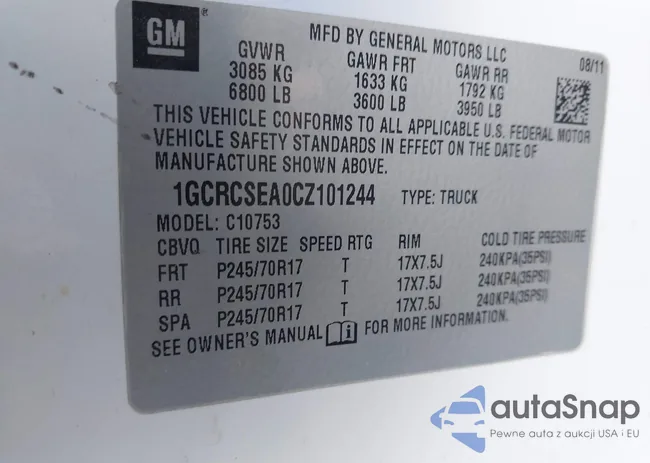 GM
MFD BY GENERAL MOTORS LLC
GVWR GAWR FRT GAWR RR 08/11
3085 KG 1633 KG 1792 KG
6800 LB 3600 LB 3950 LB
THIS VEHICLE CONFORMS TO ALL APPLICABLE U.S. FEDERAL MOTOR
VEHICLE SAFETY STANDARDS IN EFFECT ON THE DATE OF
MANUFACTURE SHOWN ABOVE.
1GCRCSEA0CZ101244 TYPE: TRUCK
MODEL: C10753
CBVQ TIRE SIZE SPEED RTG RIM COLD TIRE PRESSURE
FRT P245/70R17 T 17X7.5J 240KPA(35PSI)
RR P245/70R17 T 17X7.5J 240KPA(35PSI)
SPA P245/70R17 T 17X7.5J 240KPA(35PSI)
SEE OWNER'S MANUAL i FOR MORE INFORMATION.
autaSnap
Pewne auta z aukcji USA i EU